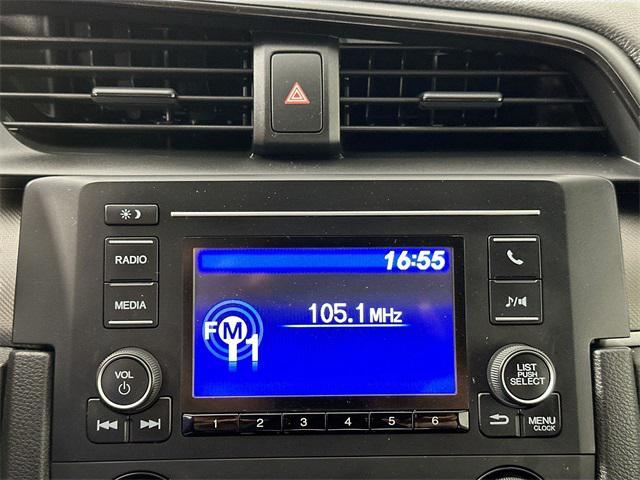 16:55
RADIO
105.1 MHz
MEDIA
FM
1
VOL
LIST
PUSH
SELECT
1 2 3 4 5 6
MENU
CLOCK